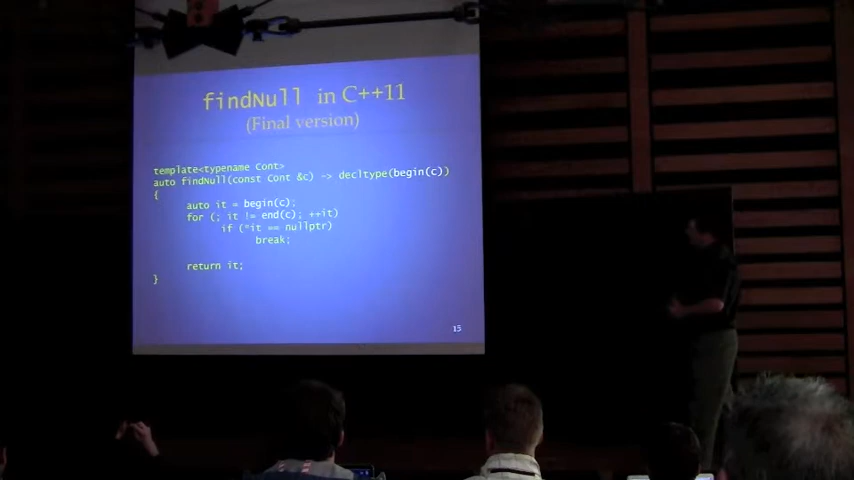 findNull in C++11
(Final version)
template<typename Cont>
auto findNull(const Cont &c) -> decltype(begin(c))
{
auto it = begin(c);
for (; it != end(c); ++it)
if (*it == nullptr)
break;
return it;
}
15